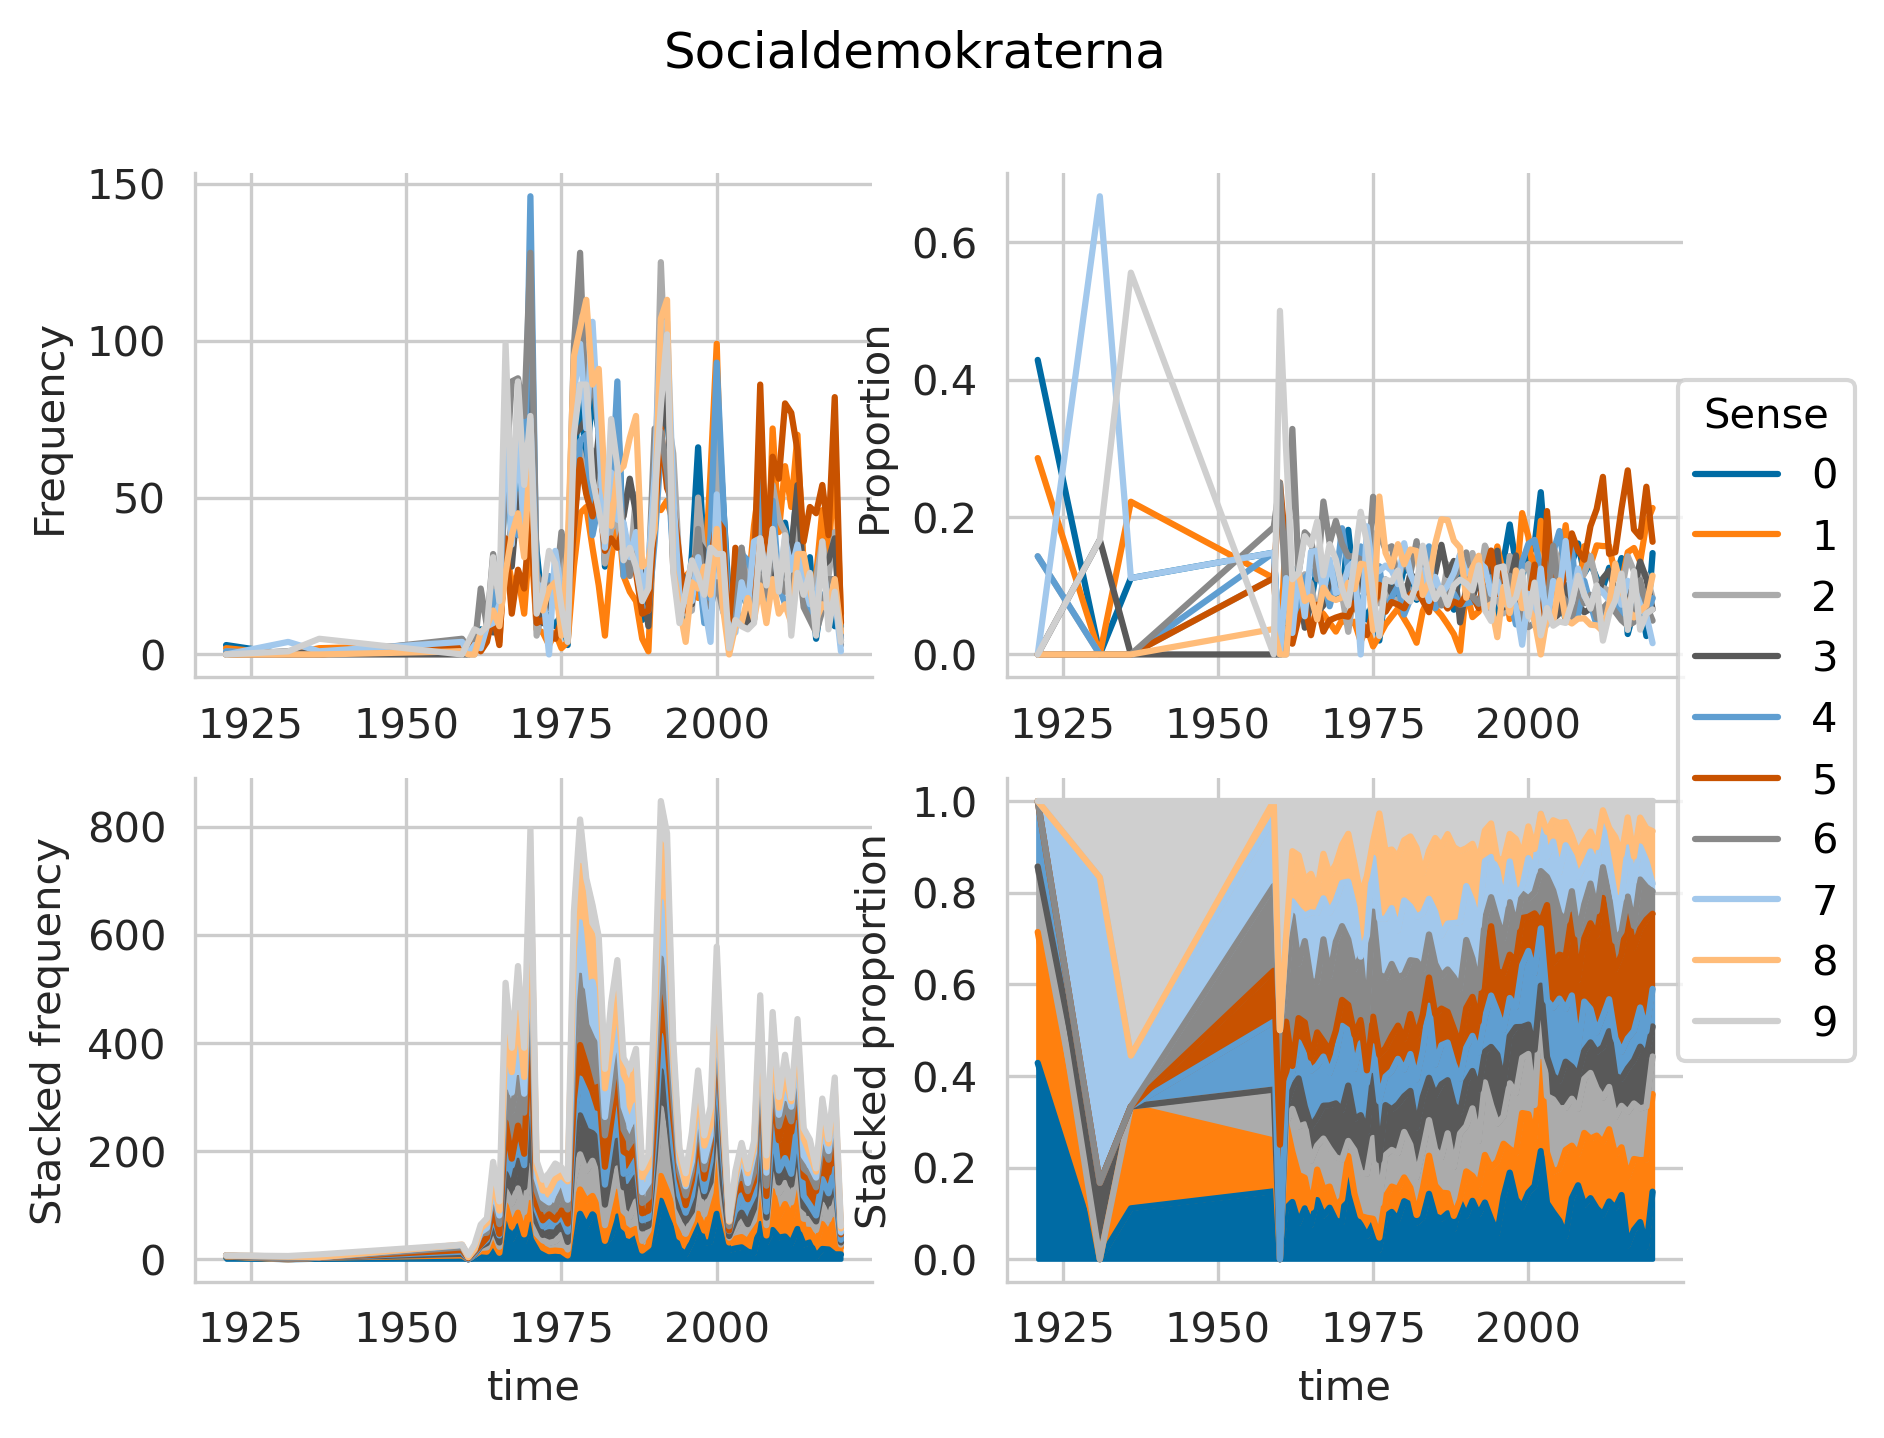 Socialdemokraterna
Frequency
150
100
50
0
1925 1950 1975 2000
Proportion
0.6
0.4
0.2
0.0
1925 1950 1975 2000
Stacked frequency
800
600
400
200
0
1925 1950 1975 2000
time
Stacked proportion
1.0
0.8
0.6
0.4
0.2
0.0
1925 1950 1975 2000
time
Sense
0
1
2
3
4
5
6
7
8
9